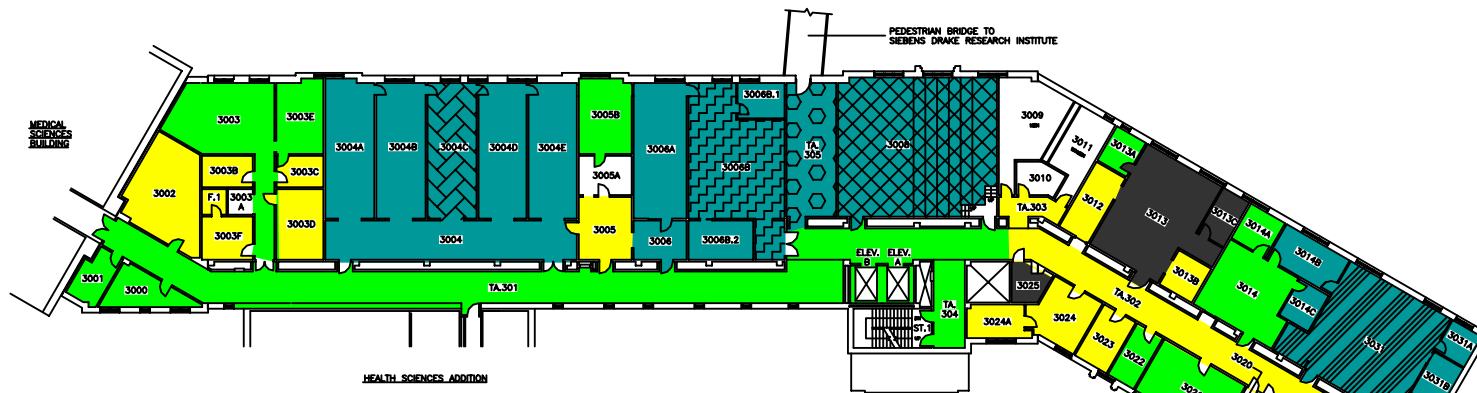 PEDESTRIAN BRIDGE TO
SIEBENS DRAKE RESEARCH INSTITUTE
MEDICAL
SCIENCES
BUILDING
3003
3003E
3004A
3004B
3004C
3004D
3004E
3005B
3006A
3006B.1
3006B
TA.
305
3008
3009
3011
3013A
3010
3002
3003B
3003C
F.1
3003
A
3003D
3003F
3005A
3005
3004
3006
3006B.2
TA.303
3012
3013
3013C
3014A
3014B
3013B
3014
3014C
3001
3000
TA.301
ELEV.
B
ELEV.
A
TA.
304
ST.1
3025
3024A
3024
TA.302
3023
3022
3020
3031
3031A
3031B
HEALTH SCIENCES ADDITION